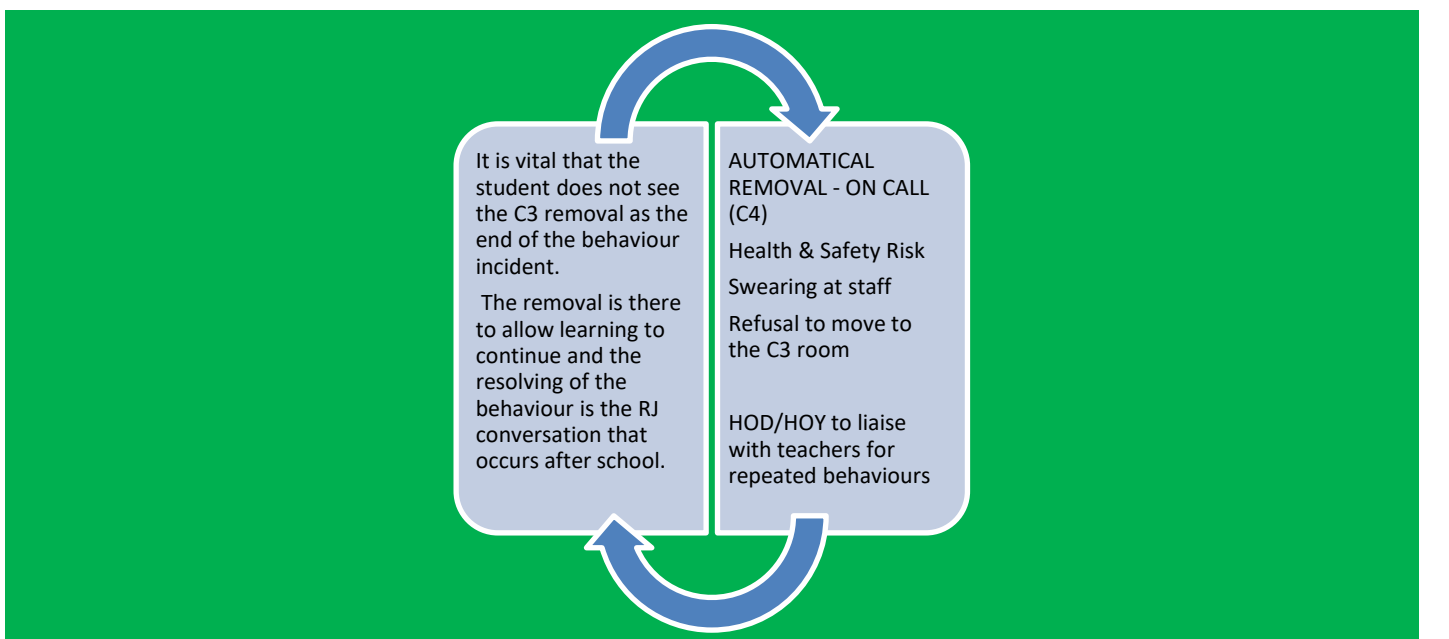 It is vital that the
student does not see
the C3 removal as the
end of the behaviour
incident.
The removal is there
to allow learning to
continue and the
resolving of the
behaviour is the RJ
conversation that
occurs after school.
AUTOMATICAL
REMOVAL - ON CALL
(C4)
Health & Safety Risk
Swearing at staff
Refusal to move to
the C3 room
HOD/HOY to liaise
with teachers for
repeated behaviours